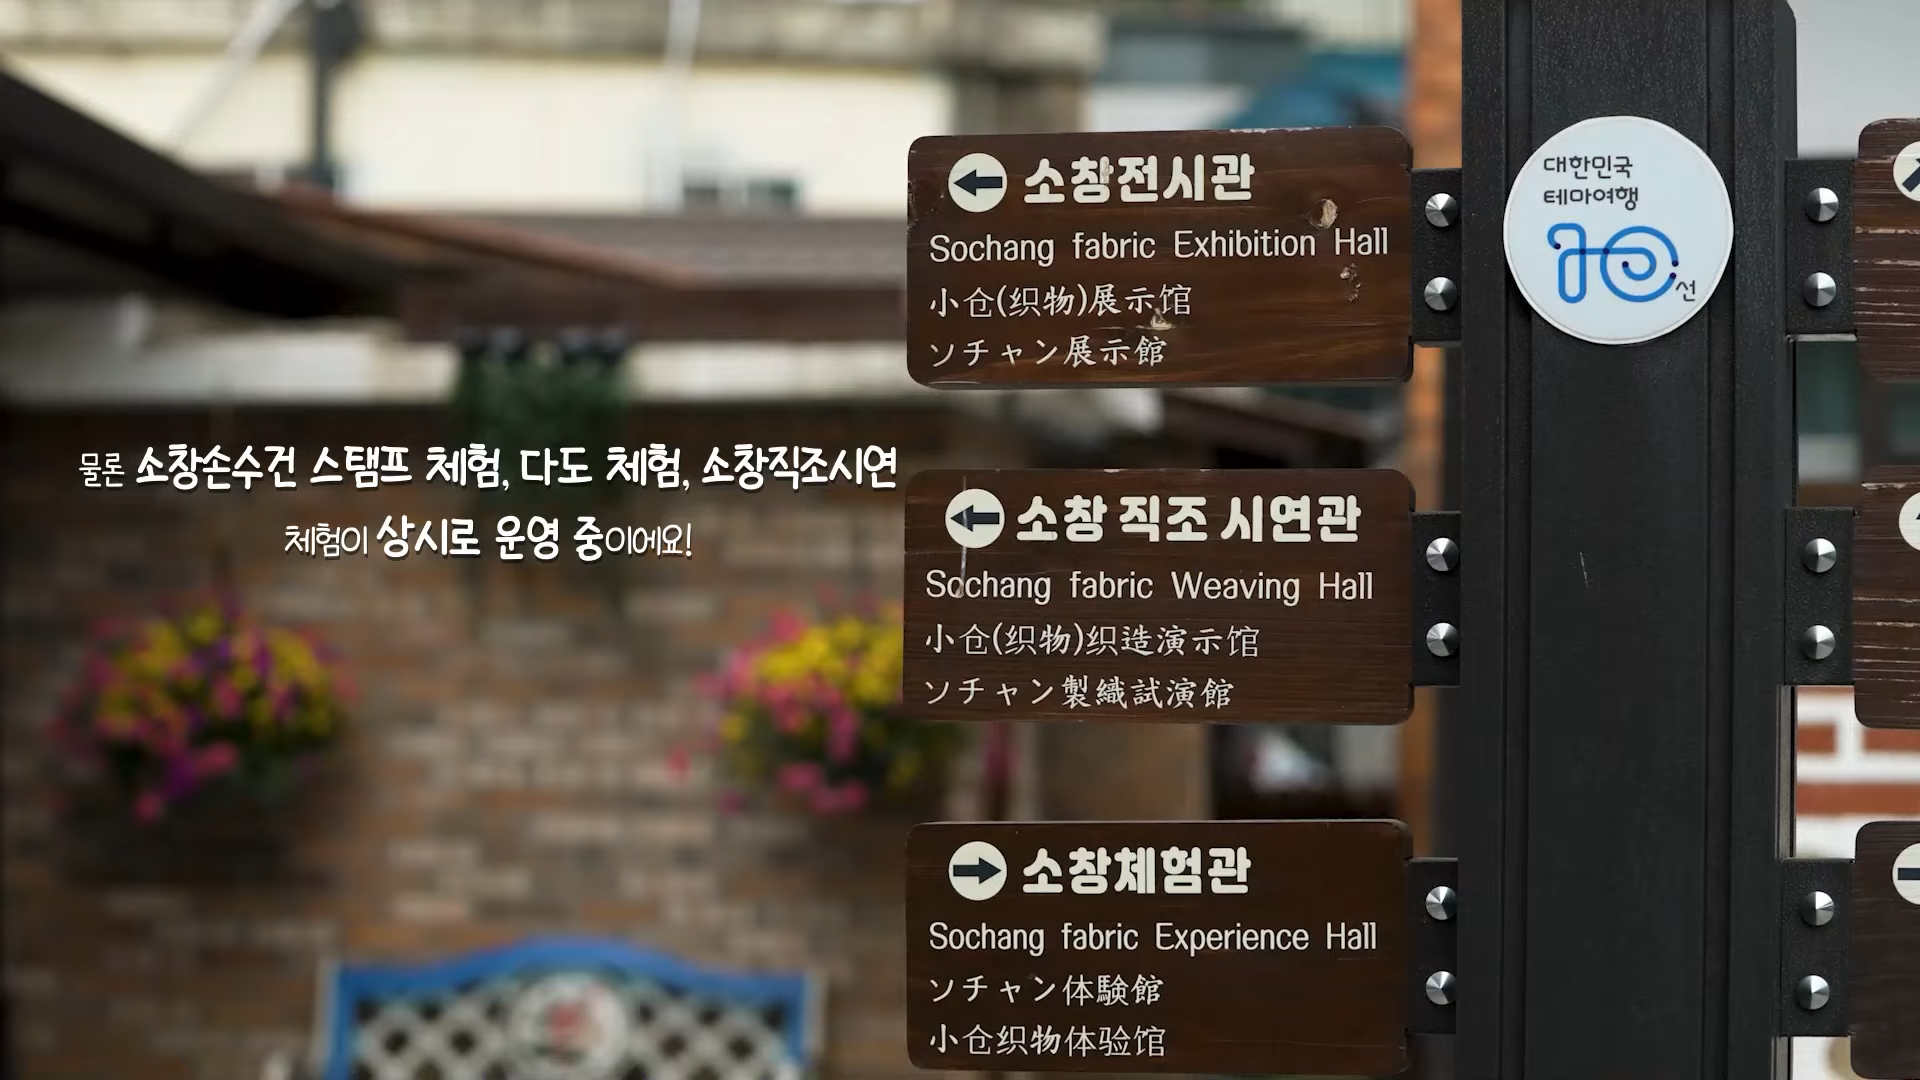 물론 소창손수건 스탬프 체험, 다도 체험, 소창직조시연
체험이 상시로 운영 중이에요!
소창전시관
Sochang fabric Exhibition Hall
小仓(织物)展示馆
ソチャン展示館
소창 직조 시연관
Sochang fabric Weaving Hall
小仓(织物)织造演示馆
ソチャン製織試演館
소창체험관
Sochang fabric Experience Hall
ソチャン体験館
小仓织物体验馆
대한민국
테마여행
10선